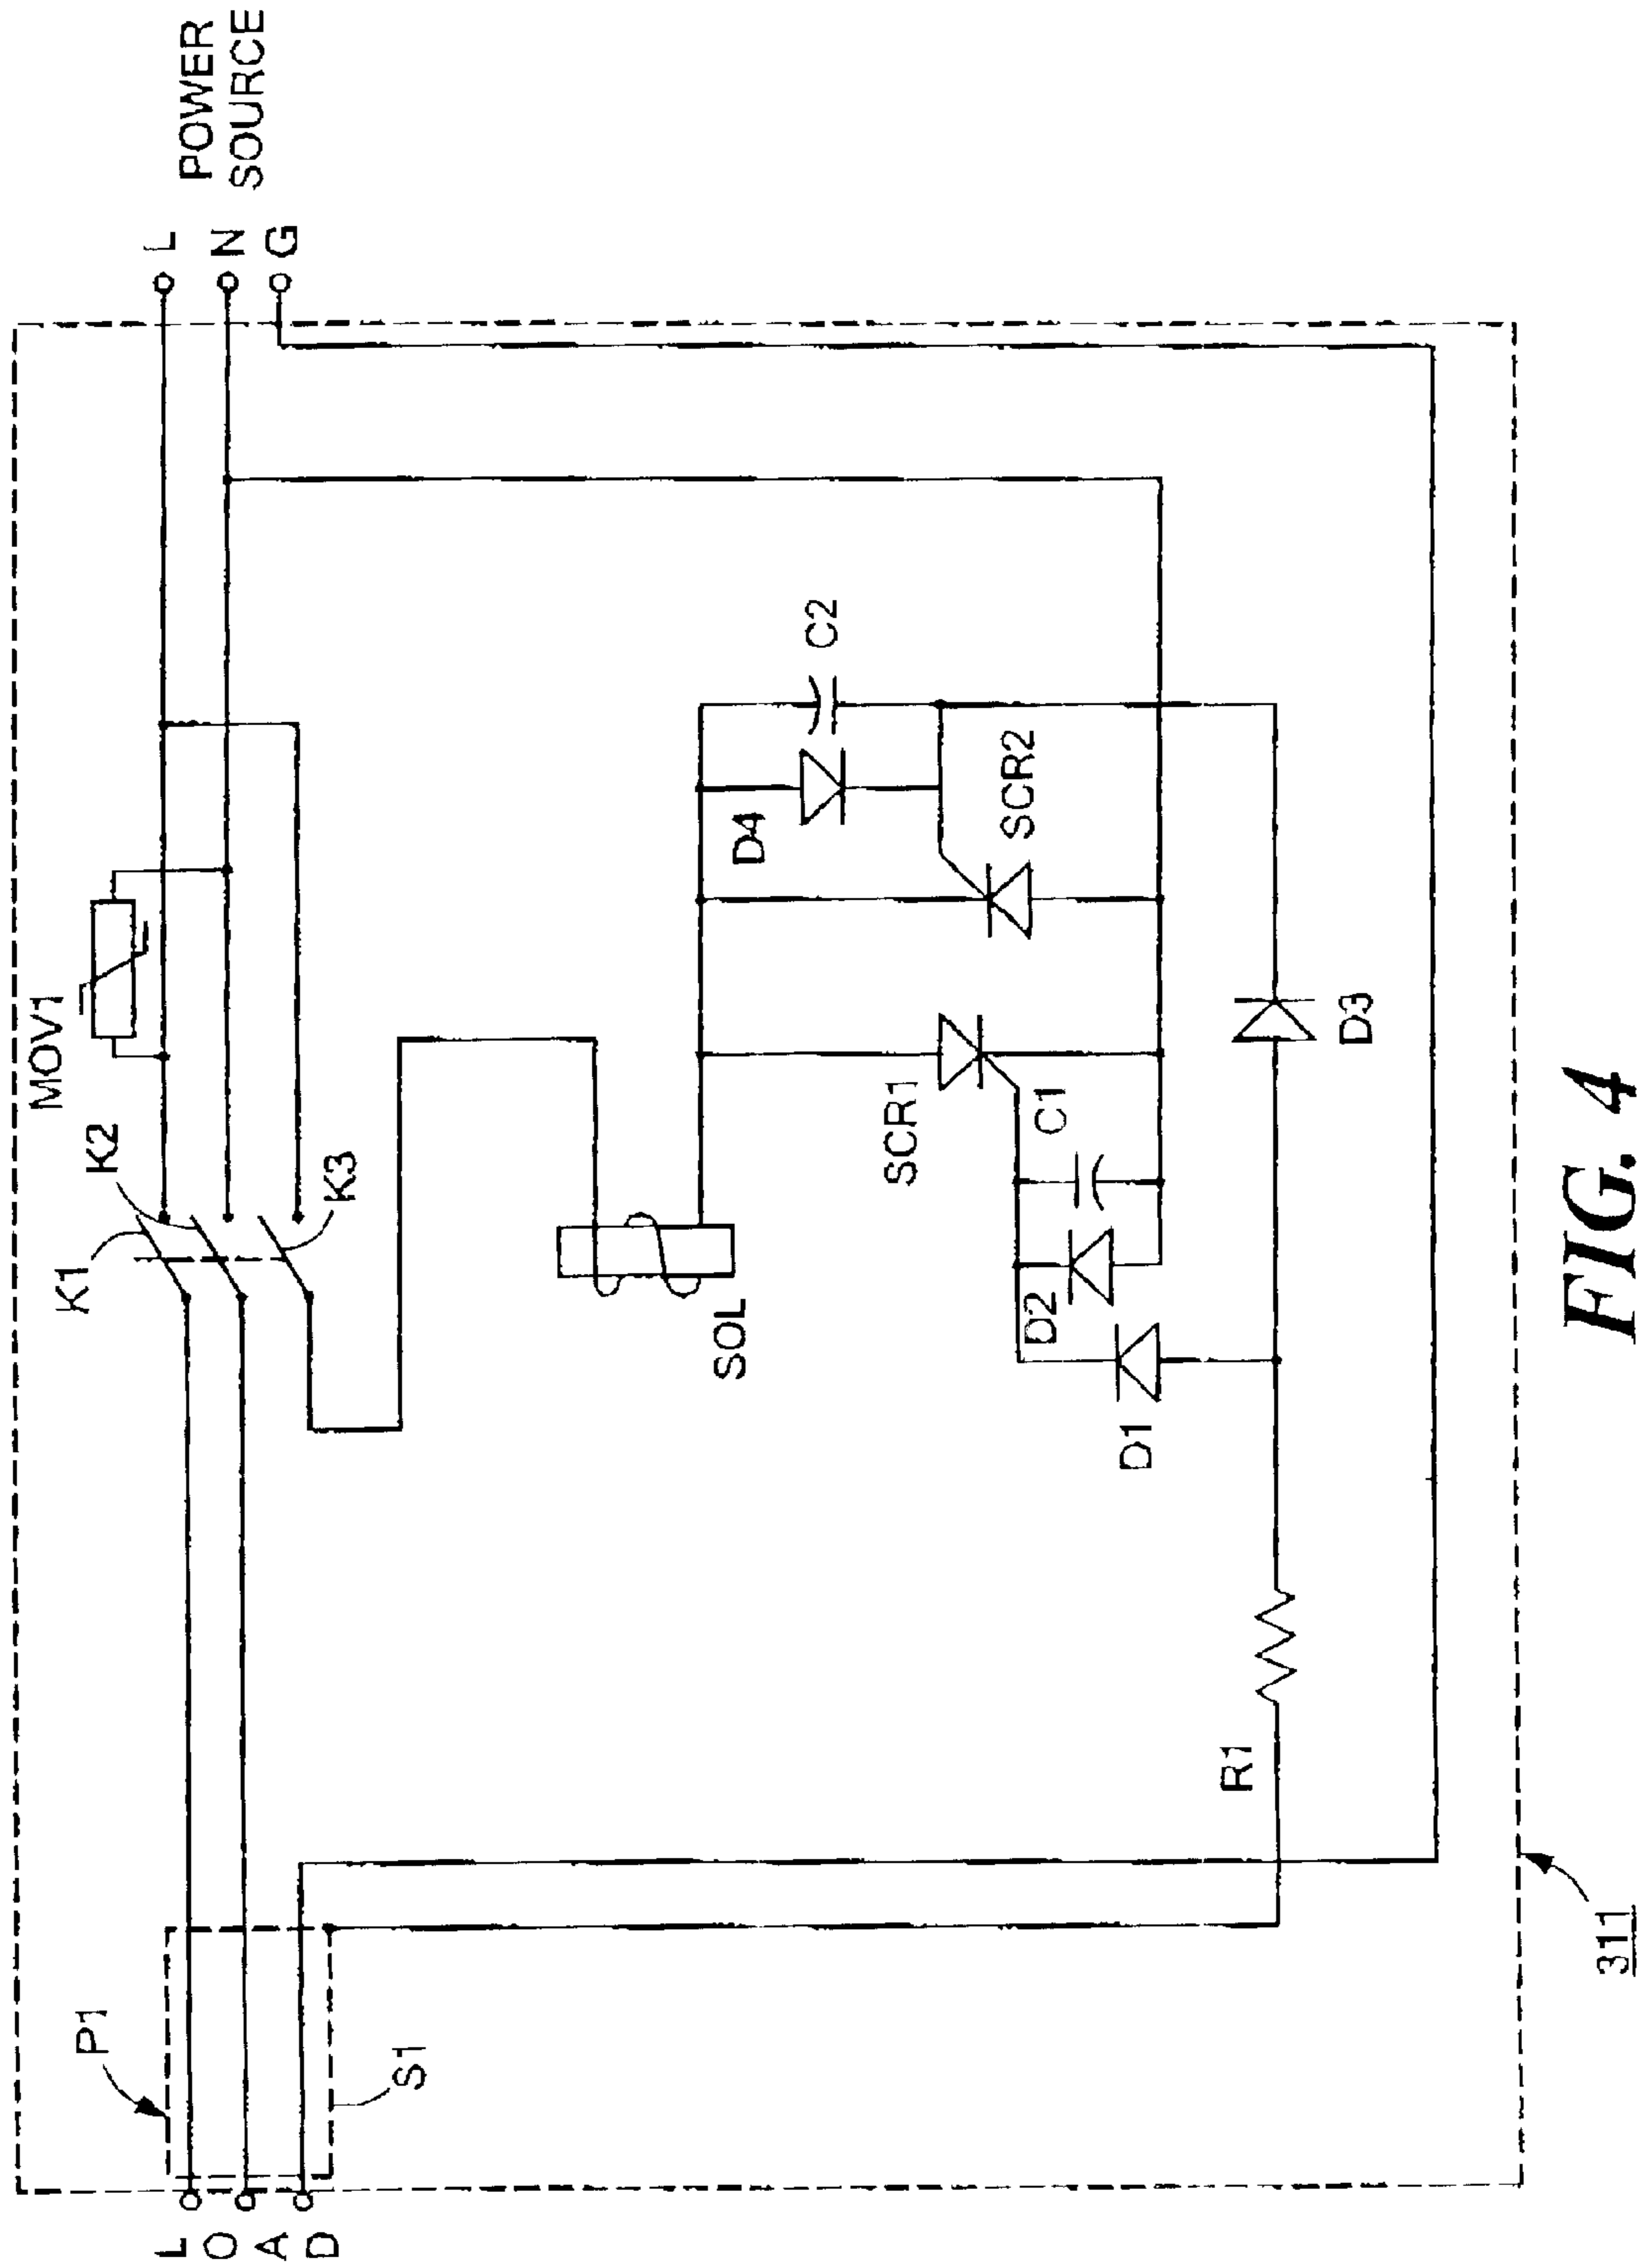 POWER
SOURCE
L
N
G
MOV1
K1
K2
K3
SOL
D4
C2
SCR2
SCR1
C1
D2
D1
D3
R1
P1
S1
L
O
A
D
311
FIG. 4